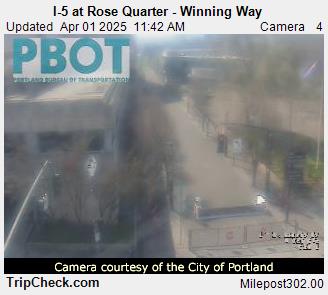 I-5 at Rose Quarter - Winning Way
Updated Apr 01 2025 11:42 AM Camera 4
PBOT
PORTLAND BUREAU OF TRANSPORTATION
Camera courtesy of the City of Portland
TripCheck.com Milepost302.00